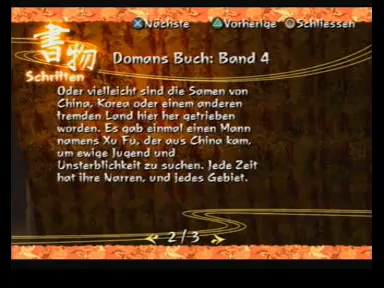 Nächste Vorherige Schließen
書物
Schriften
Domans Buch: Band 4
Oder vielleicht sind die Samen von
China, Korea oder einem anderen
fremden Land hier her getrieben
worden. Es gab einmal einen Mann
namens Xu Fu, der aus China kam,
um ewige Jugend und
Unsterblichkeit zu suchen. Jede Zeit
hat ihre Narren, und jedes Gebiet.
2/3